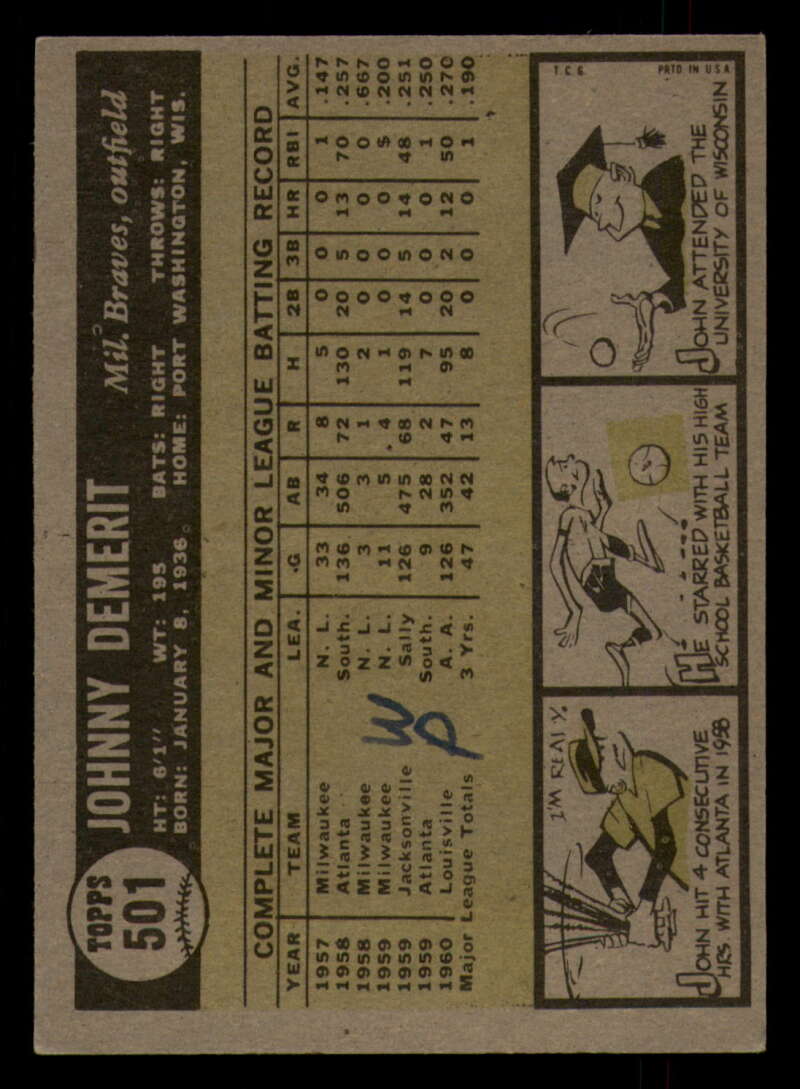 TOPPS
501
JOHNNY DEMERIT
Mil. Braves, outfield
HT: 6'1" WT: 195 BATS: RIGHT THROWS: RIGHT
BORN: JANUARY 8, 1936 HOME: PORT WASHINGTON, WIS.
COMPLETE MAJOR AND MINOR LEAGUE BATTING RECORD
YEAR TEAM LEA. G AB R H 2B 3B HR RBI AVG.
1957 Milwaukee N. L. 33 34 8 5 0 0 0 1 .147
1958 Atlanta South. 136 506 72 130 20 5 13 70 .257
1958 Milwaukee N. L. 3 3 1 2 0 0 0 0 .667
1959 Milwaukee N. L. 11 5 4 1 0 0 0 $ .200
1959 Jacksonville Sally 126 475 68 119 14 5 14 48 .251
1959 Atlanta South. 9 28 2 7 0 0 0 1 .250
1960 Louisville A. A. 126 352 47 95 20 2 12 50 .270
Major League Totals 3 Yrs. 47 42 13 8 0 0 0 1 .190
W
P
I'M READY.
JOHN HIT 4 CONSECUTIVE
HRS WITH ATLANTA IN 1958
HE STARRED WITH HIS HIGH
SCHOOL BASKETBALL TEAM
T.C.G. PRTD IN USA
JOHN ATTENDED THE
UNIVERSITY OF WISCONSIN